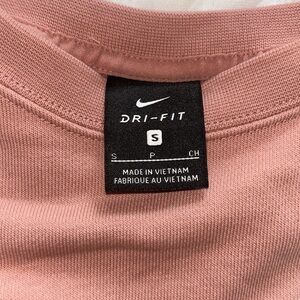 DRI-FIT
S
S P CH
MADE IN VIETNAM
FABRIQUE AU VIETNAM